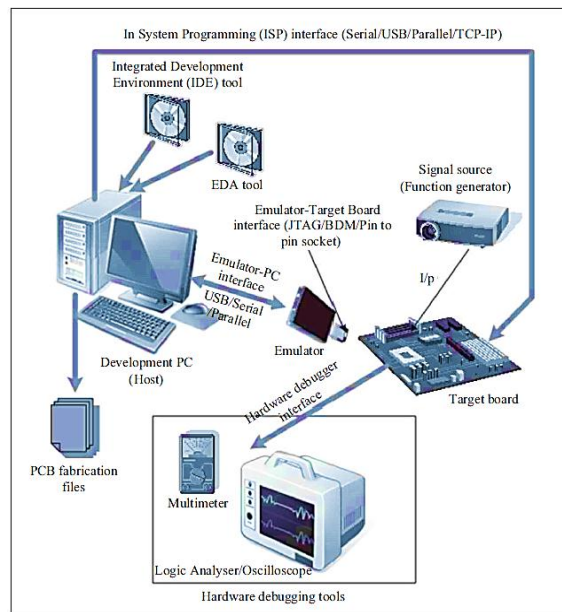 In System Programming (ISP) interface (Serial/USB/Parallel/TCP-IP)
Integrated Development
Environment (IDE) tool
EDA tool
Signal source
(Function generator)
Emulator-Target Board
interface (JTAG/BDM/Pin to
pin socket)
I/p
Emulator-PC
interface
USB/Serial
/Parallel
Development PC
(Host)
Emulator
Target board
Hardware debugger
interface
PCB fabrication
files
Multimeter
Logic Analyser/Oscilloscope
Hardware debugging tools